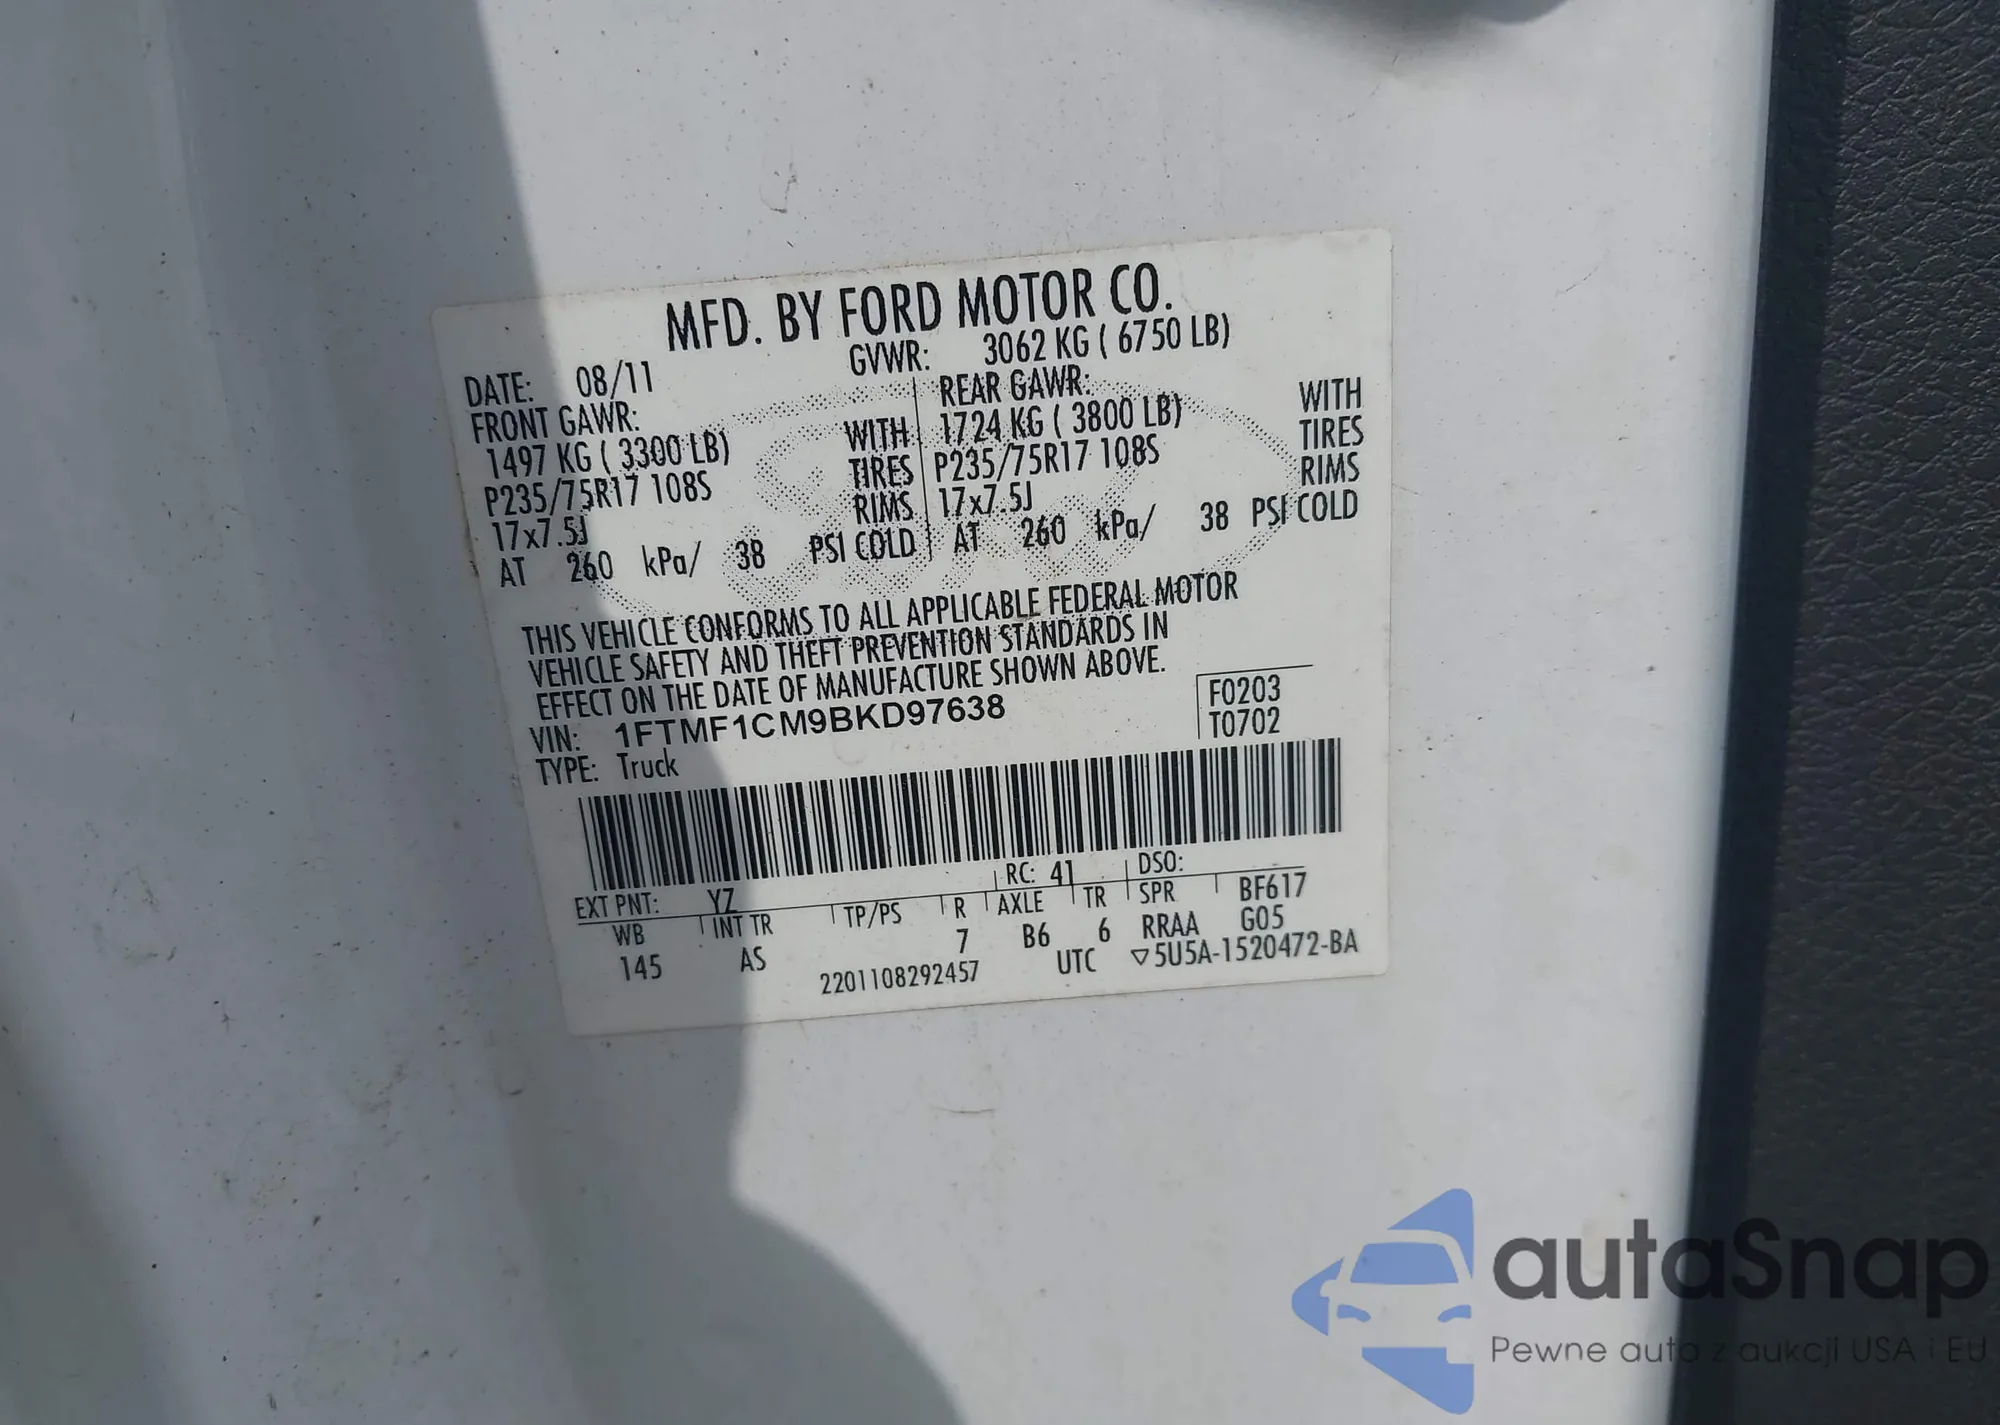 MFD. BY FORD MOTOR CO.
DATE: 08/11 GVWR: 3062 KG ( 6750 LB)
FRONT GAWR: REAR GAWR:
1497 KG ( 3300 LB) WITH 1724 KG ( 3800 LB) WITH
P235/75R17 108S TIRES P235/75R17 108S TIRES
17x7.5J RIMS 17x7.5J RIMS
AT 260 kPa/ 38 PSI COLD AT 260 kPa/ 38 PSI COLD
THIS VEHICLE CONFORMS TO ALL APPLICABLE FEDERAL MOTOR
VEHICLE SAFETY AND THEFT PREVENTION STANDARDS IN
EFFECT ON THE DATE OF MANUFACTURE SHOWN ABOVE.
VIN: 1FTMF1CM9BKD97638 F0203
TYPE: Truck T0702
EXT PNT: YZ RC: 41 DSO:
WB INT TR TP/PS R AXLE TR SPR BF617
145 AS 7 B6 6 RRAA G05
2201108292457 UTC ▽5U5A-1520472-BA
autaSnap
Pewne auta z aukcji USA i EU